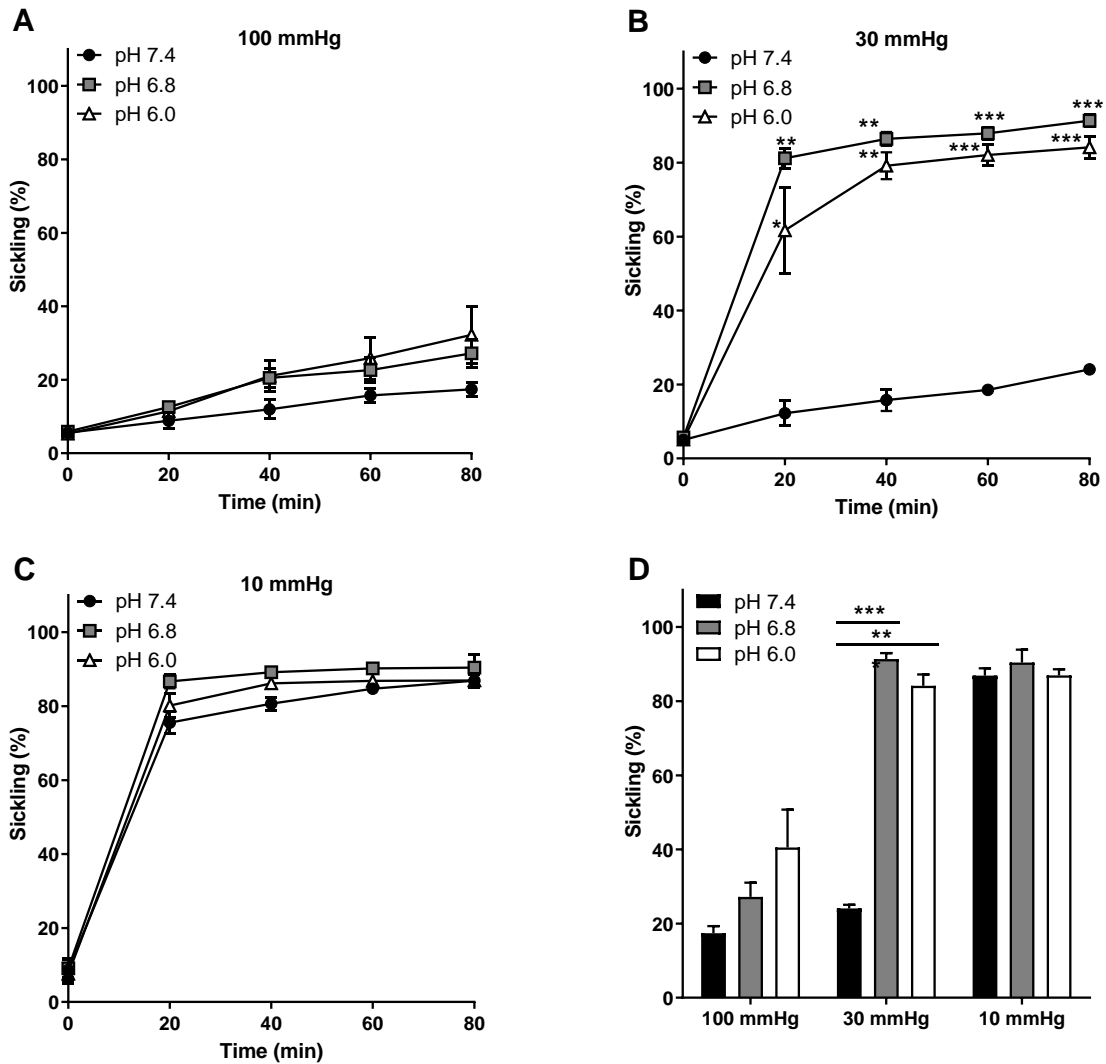 A
100 mmHg
pH 7.4
pH 6.8
pH 6.0
100
80
60
40
20
0
Sickling (%)
0 20 40 60 80
Time (min)
B
30 mmHg
pH 7.4
pH 6.8
pH 6.0
100
80
60
40
20
0
Sickling (%)
** ** *** ***
* ** *** ***
0 20 40 60 80
Time (min)
C
10 mmHg
pH 7.4
pH 6.8
pH 6.0
100
80
60
40
20
0
Sickling (%)
0 20 40 60 80
Time (min)
D
pH 7.4
pH 6.8
pH 6.0
***
**
*
100
80
60
40
20
0
Sickling (%)
100 mmHg 30 mmHg 10 mmHg